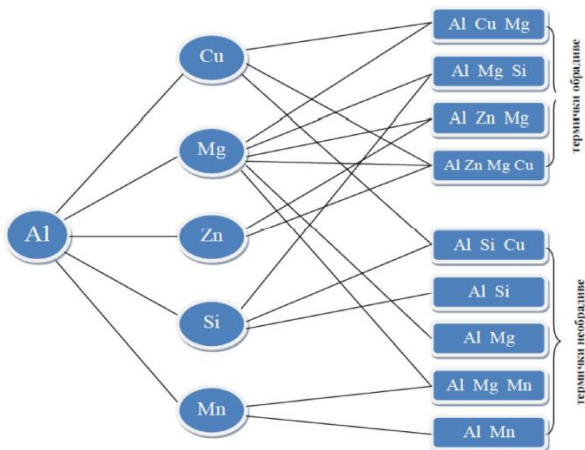 Al
Cu
Mg
Zn
Si
Mn
Al Cu Mg
Al Mg Si
Al Zn Mg
Al Zn Mg Cu
Al Si Cu
Al Si
Al Mg
Al Mg Mn
Al Mn
термички обрадиве
термички необрадиве